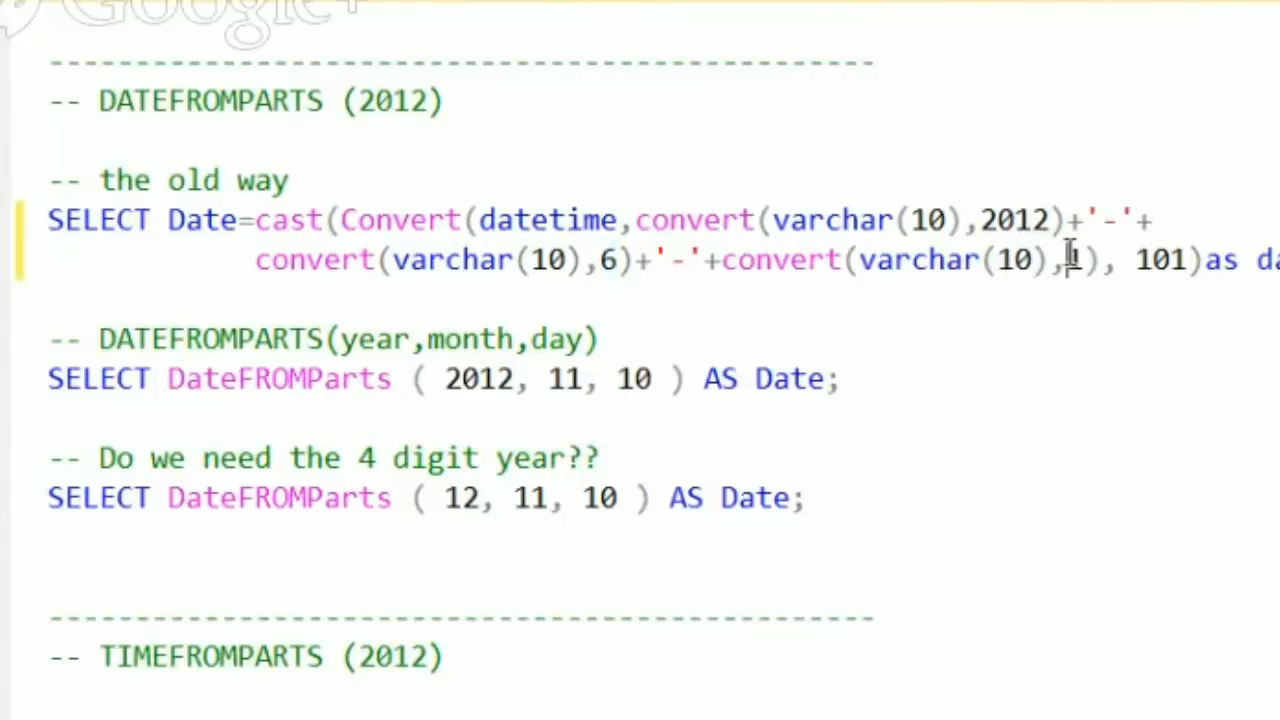 Google+
------------------------------------------------
-- DATEFROMPARTS (2012)
-- the old way
SELECT Date=cast(Convert(datetime,convert(varchar(10),2012)+'-'+
convert(varchar(10),6)+'-'+convert(varchar(10),1), 101)as da
-- DATEFROMPARTS(year,month,day)
SELECT DateFROMParts ( 2012, 11, 10 ) AS Date;
-- Do we need the 4 digit year??
SELECT DateFROMParts ( 12, 11, 10 ) AS Date;
------------------------------------------------
-- TIMEFROMPARTS (2012)